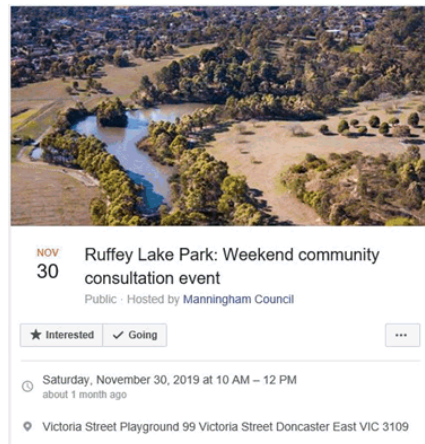 NOV
30
Ruffey Lake Park: Weekend community
consultation event
Public · Hosted by Manningham Council
★ Interested ✓ Going ...
Saturday, November 30, 2019 at 10 AM – 12 PM
about 1 month ago
Victoria Street Playground 99 Victoria Street Doncaster East VIC 3109